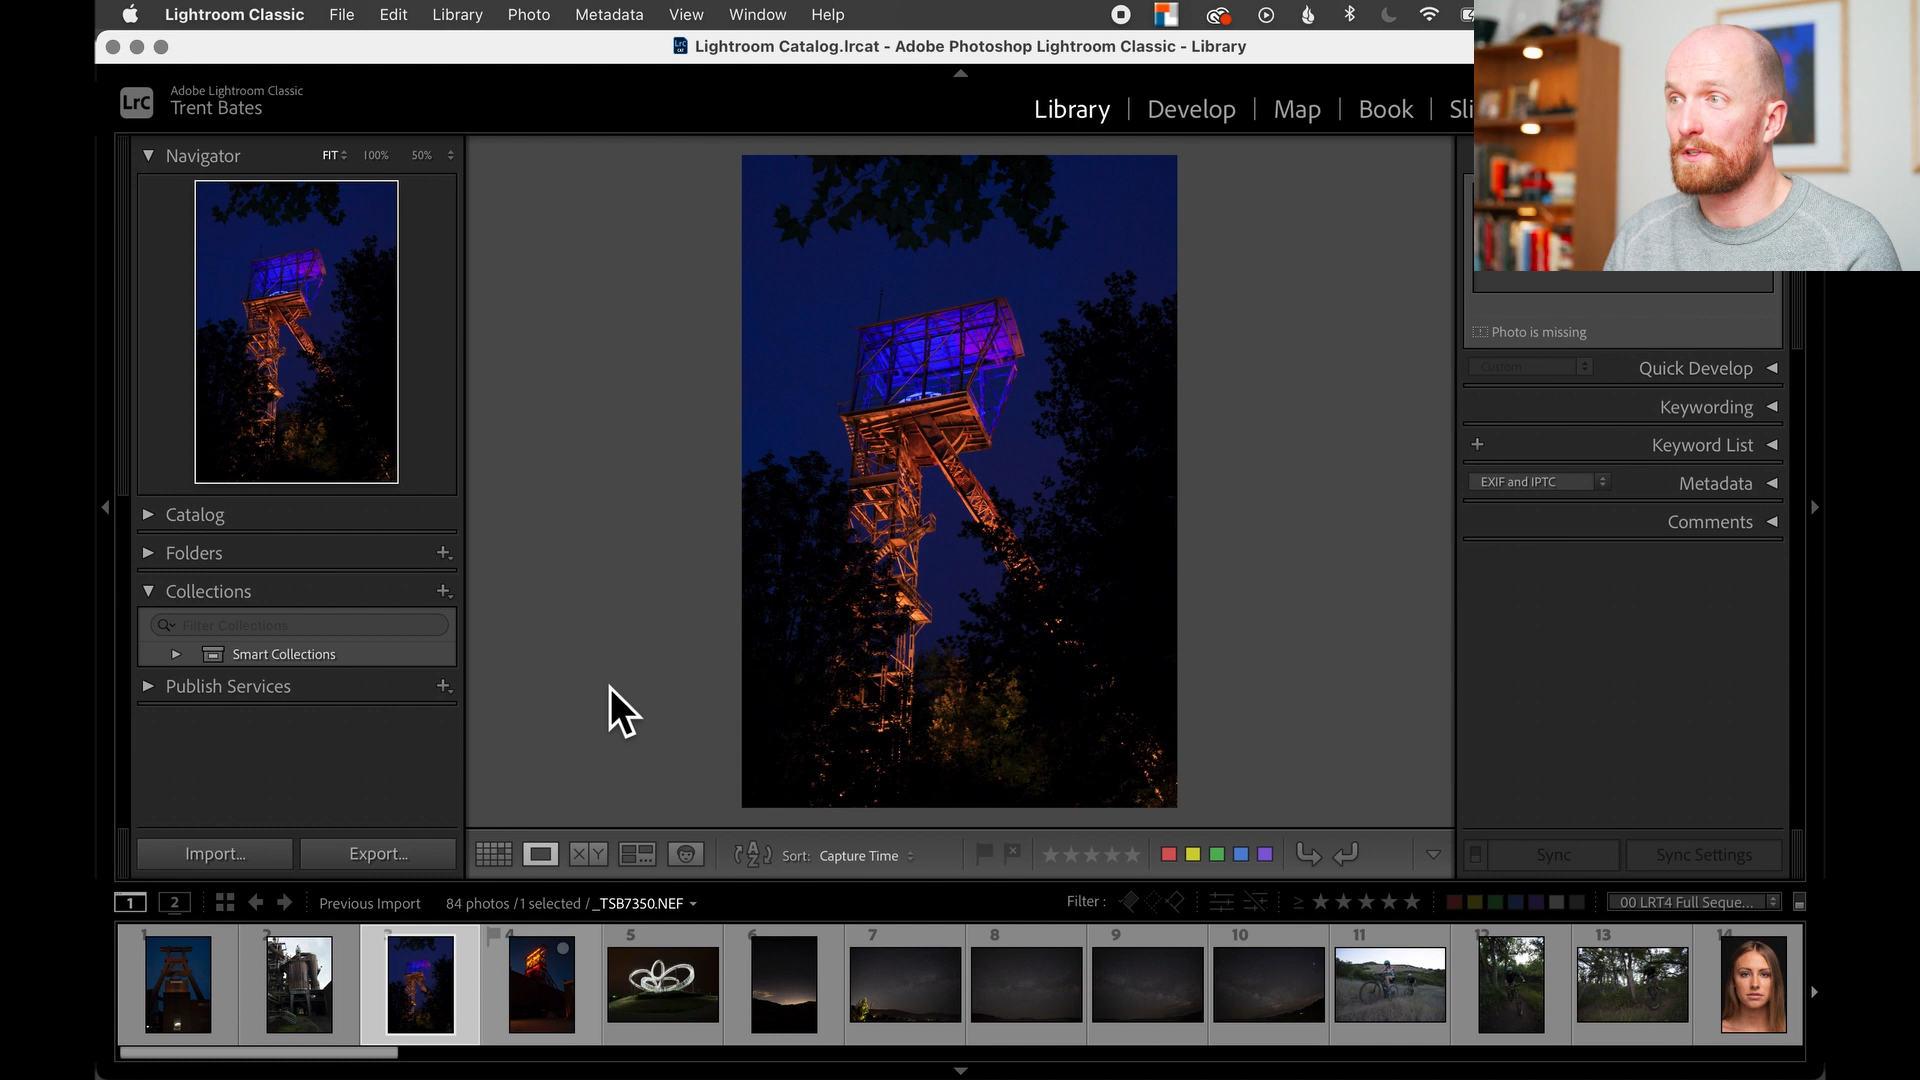 Lightroom Classic File Edit Library Photo Metadata View Window Help
Lightroom Catalog.lrcat - Adobe Photoshop Lightroom Classic - Library
LrC
Adobe Lightroom Classic
Trent Bates
Library | Develop | Map | Book | Sli
Navigator FIT 100% 50%
Photo is missing
Custom Quick Develop
Keywording
Keyword List
EXIF and IPTC Metadata
Comments
Catalog
Folders
Collections
Filter Collections
Smart Collections
Publish Services
Import... Export...
XY Sort: Capture Time
Sync Sync Settings
1 2 Previous Import 84 photos / 1 selected / _TSB7350.NEF Filter : 00 LRT4 Full Seque...
1 2 3 4 5 6 7 8 9 10 11 12 13 14